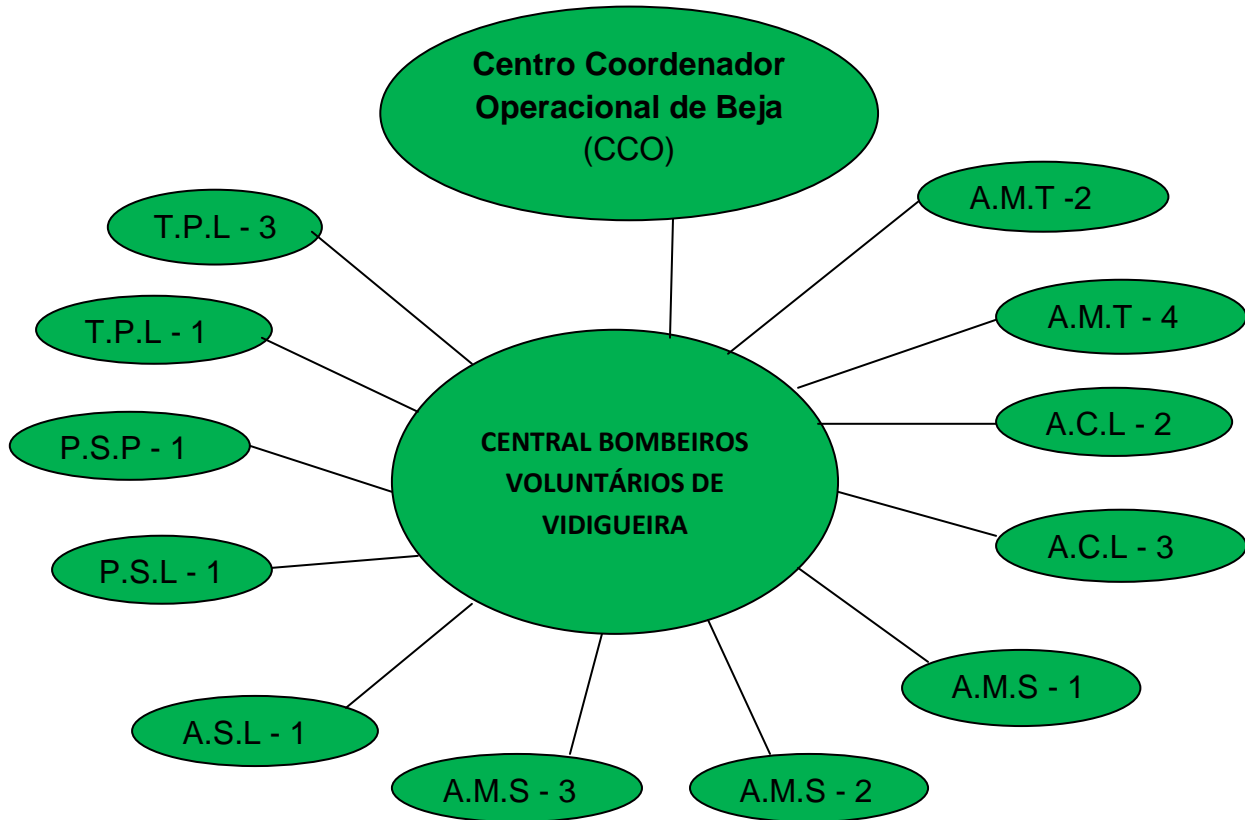 Centro Coordenador
Operacional de Beja
(CCO)
A.M.T -2
T.P.L - 3
A.M.T - 4
T.P.L - 1
A.C.L - 2
P.S.P - 1
CENTRAL BOMBEIROS
VOLUNTÁRIOS DE
VIDIGUEIRA
A.C.L - 3
P.S.L - 1
A.M.S - 1
A.S.L - 1
A.M.S - 3
A.M.S - 2